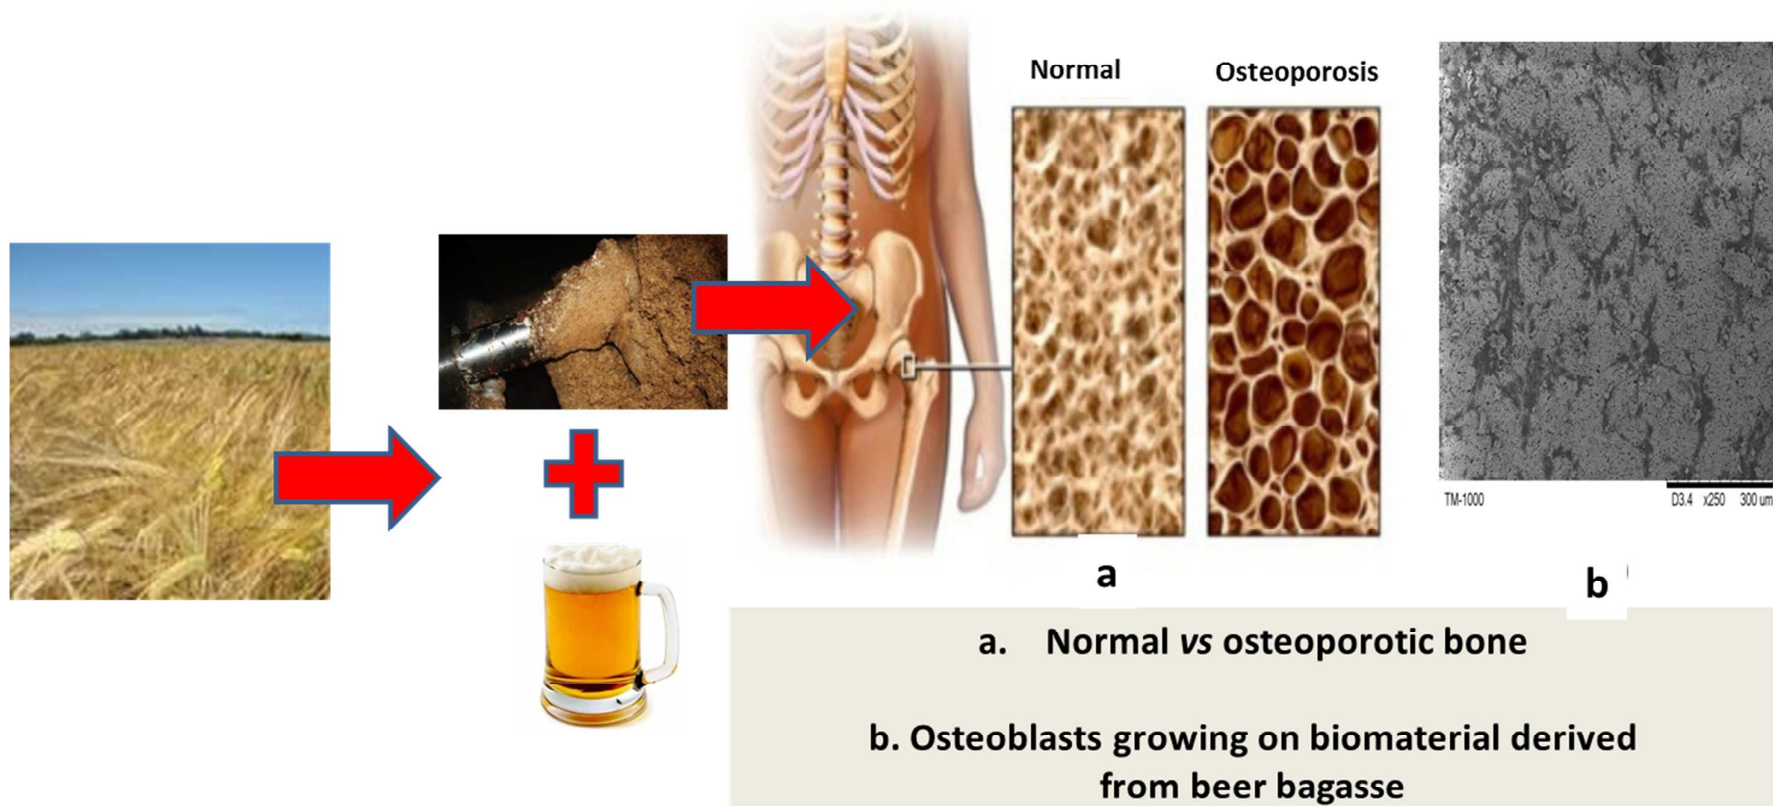 Normal
Osteoporosis
TM-1000
D3.4 x250 300 um
a
b
a. Normal vs osteoporotic bone
b. Osteoblasts growing on biomaterial derived
from beer bagasse